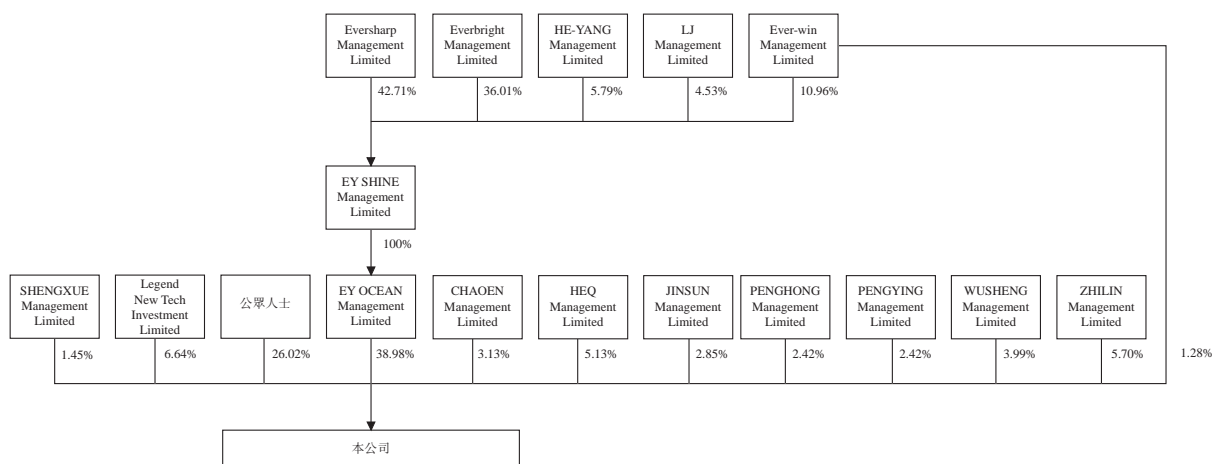 Eversharp
Management
Limited
Everbright
Management
Limited
HE-YANG
Management
Limited
LJ
Management
Limited
Ever-win
Management
Limited
42.71%
36.01%
5.79%
4.53%
10.96%
EY SHINE
Management
Limited
100%
SHENGXUE
Management
Limited
Legend
New Tech
Investment
Limited
公眾人士
EY OCEAN
Management
Limited
CHAOEN
Management
Limited
HEQ
Management
Limited
JINSUN
Management
Limited
PENGHONG
Management
Limited
PENGYING
Management
Limited
WUSHENG
Management
Limited
ZHILIN
Management
Limited
1.45%
6.64%
26.02%
38.98%
3.13%
5.13%
2.85%
2.42%
2.42%
3.99%
5.70%
1.28%
本公司